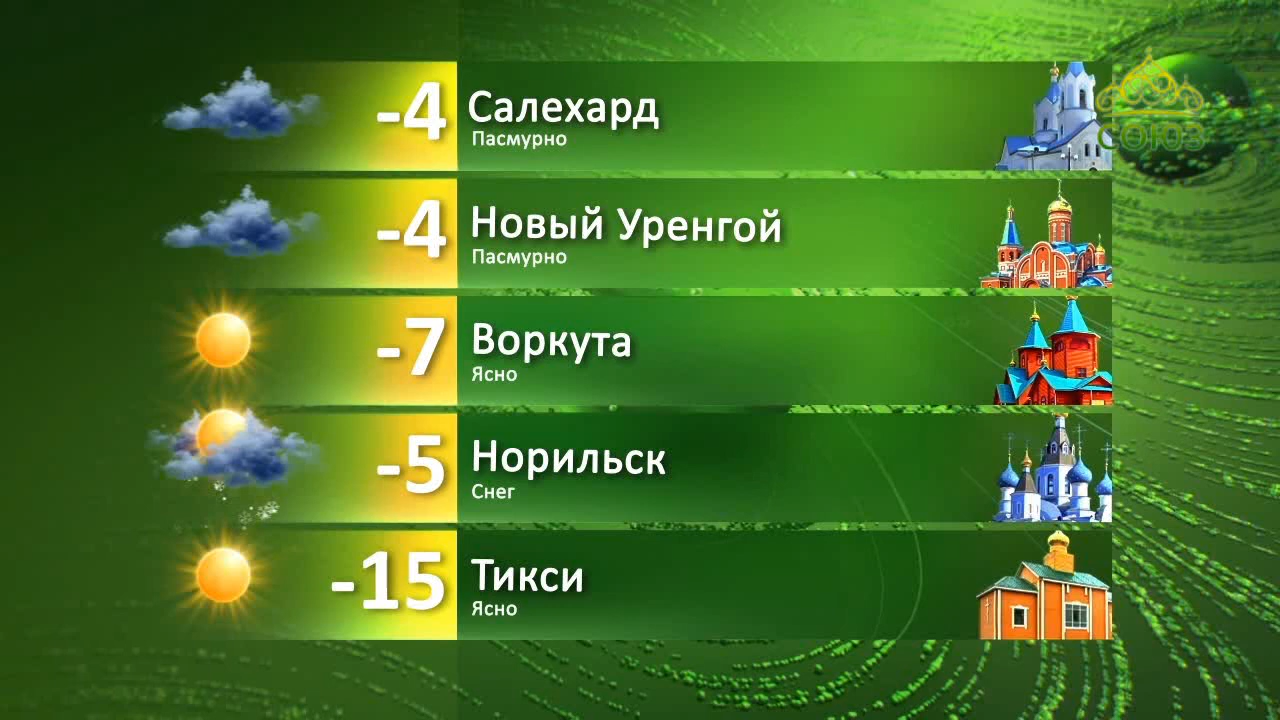 -4 Салехард
Пасмурно
СОЮЗ
-4 Новый Уренгой
Пасмурно
-7 Воркута
Ясно
-5 Норильск
Снег
-15 Тикси
Ясно